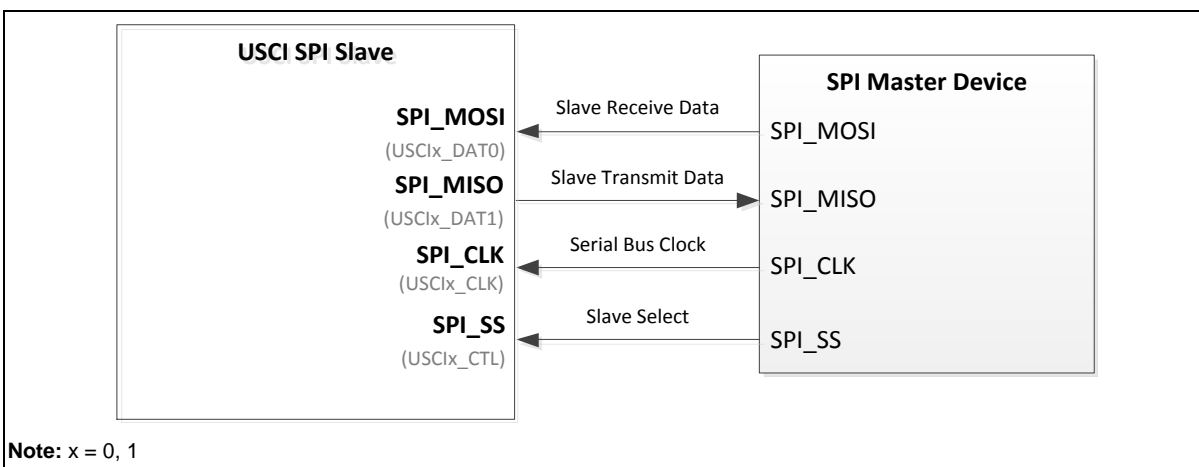 USCI SPI Slave
SPI_MOSI
(USCIx_DAT0)
SPI_MISO
(USCIx_DAT1)
SPI_CLK
(USCIx_CLK)
SPI_SS
(USCIx_CTL)
Slave Receive Data
Slave Transmit Data
Serial Bus Clock
Slave Select
SPI Master Device
SPI_MOSI
SPI_MISO
SPI_CLK
SPI_SS
Note: x = 0, 1